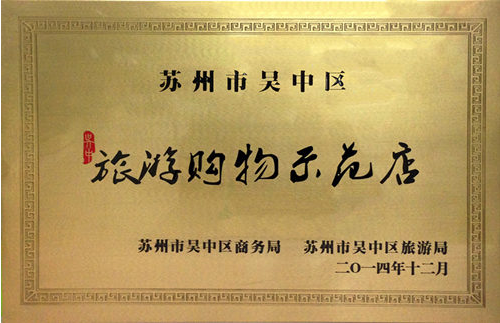 苏州市吴中区
吴中
旅游购物示范店
苏州市吴中区商务局 苏州市吴中区旅游局
二〇一四年十二月